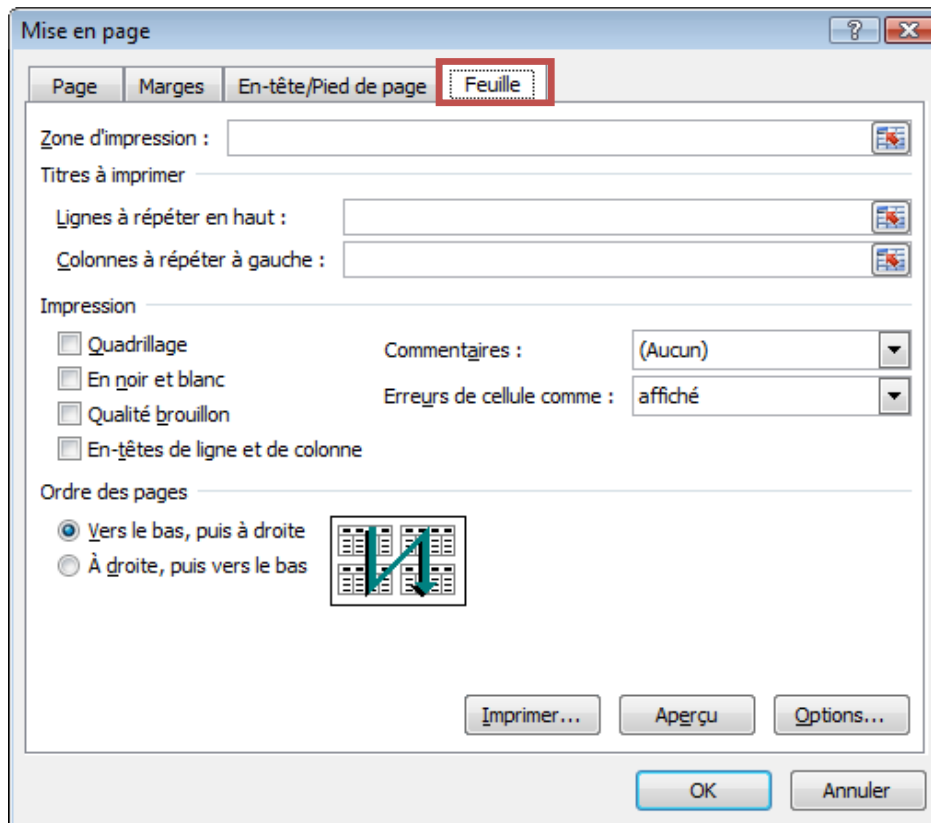 Mise en page
Page Marges En-tête/Pied de page Feuille
Zone d'impression :
Titres à imprimer
Lignes à répéter en haut :
Colonnes à répéter à gauche :
Impression
Quadrillage
Commentaires : (Aucun)
En noir et blanc
Erreurs de cellule comme : affiché
Qualité brouillon
En-têtes de ligne et de colonne
Ordre des pages
Vers le bas, puis à droite
À droite, puis vers le bas
Imprimer... Aperçu Options...
OK Annuler